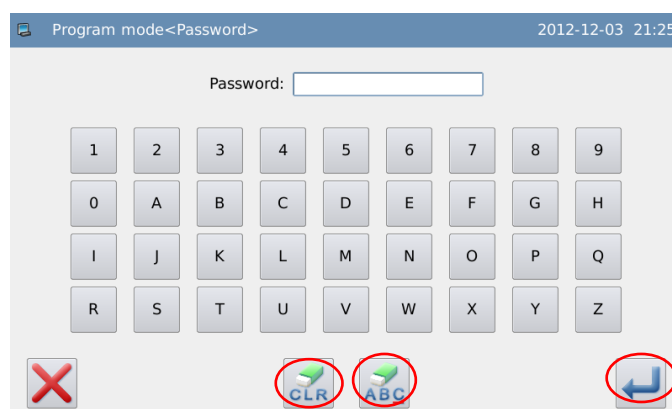 Program mode<Password> 2012-12-03 21:25
Password:
1 2 3 4 5 6 7 8 9
0 A B C D E F G H
I J K L M N O P Q
R S T U V W X Y Z
CLR ABC